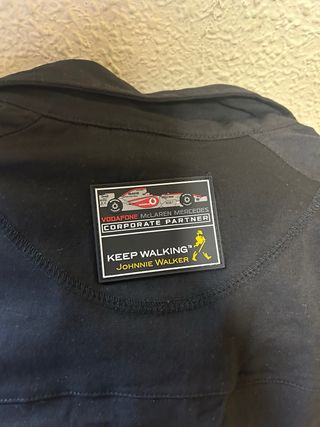 VODAFONE McLAREN MERCEDES
CORPORATE PARTNER
KEEP WALKING™
JOHNNIE WALKER